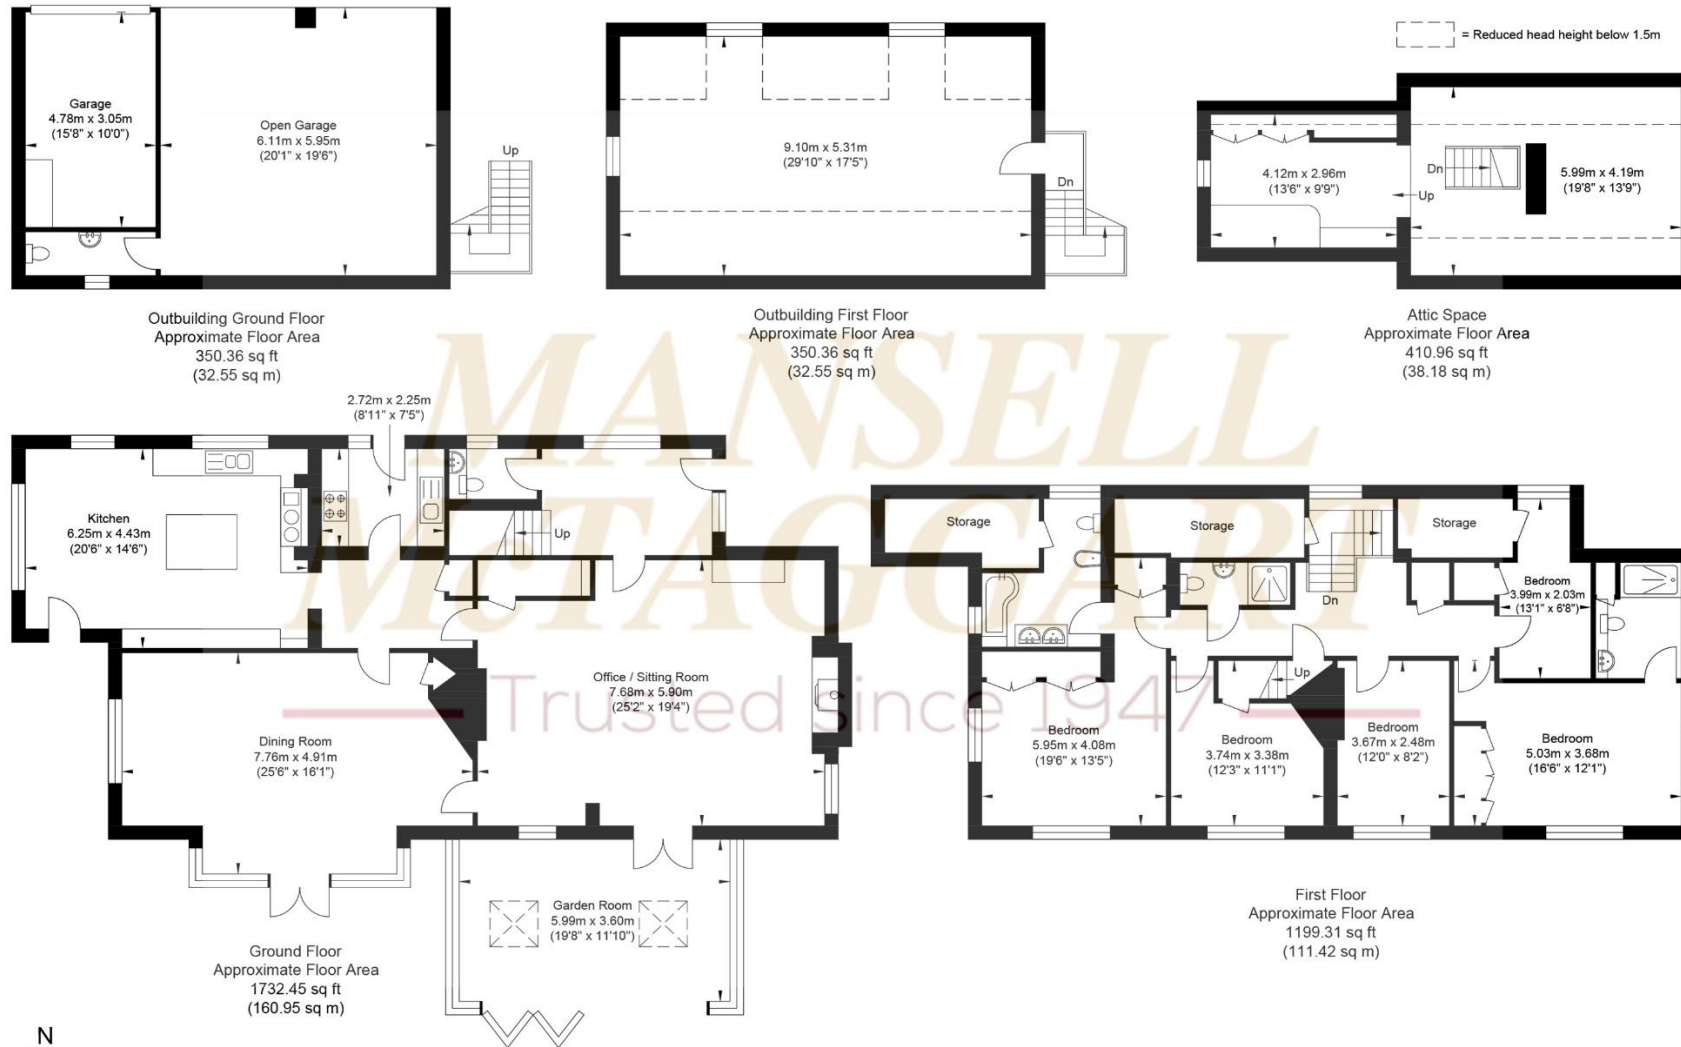 Garage
4.78m x 3.05m
(15'8" x 10'0")
Open Garage
6.11m x 5.95m
(20'1" x 19'6")
Up
Outbuilding Ground Floor
Approximate Floor Area
350.36 sq ft
(32.55 sq m)
9.10m x 5.31m
(29'10" x 17'5")
Dn
Outbuilding First Floor
Approximate Floor Area
350.36 sq ft
(32.55 sq m)
= Reduced head height below 1.5m
4.12m x 2.96m
(13'6" x 9'9")
Dn
Up
5.99m x 4.19m
(19'8" x 13'9")
Attic Space
Approximate Floor Area
410.96 sq ft
(38.18 sq m)
MANSELL
McTAGGART
Trusted since 1947
2.72m x 2.25m
(8'11" x 7'5")
Kitchen
6.25m x 4.43m
(20'6" x 14'6")
Up
Office / Sitting Room
7.68m x 5.90m
(25'2" x 19'4")
Dining Room
7.76m x 4.91m
(25'6" x 16'1")
Garden Room
5.99m x 3.60m
(19'8" x 11'10")
Ground Floor
Approximate Floor Area
1732.45 sq ft
(160.95 sq m)
N
Storage
Storage
Storage
Dn
Bedroom
3.99m x 2.03m
(13'1" x 6'8")
Up
Bedroom
5.95m x 4.08m
(19'6" x 13'5")
Bedroom
3.74m x 3.38m
(12'3" x 11'1")
Bedroom
3.67m x 2.48m
(12'0" x 8'2")
Bedroom
5.03m x 3.68m
(16'6" x 12'1")
First Floor
Approximate Floor Area
1199.31 sq ft
(111.42 sq m)